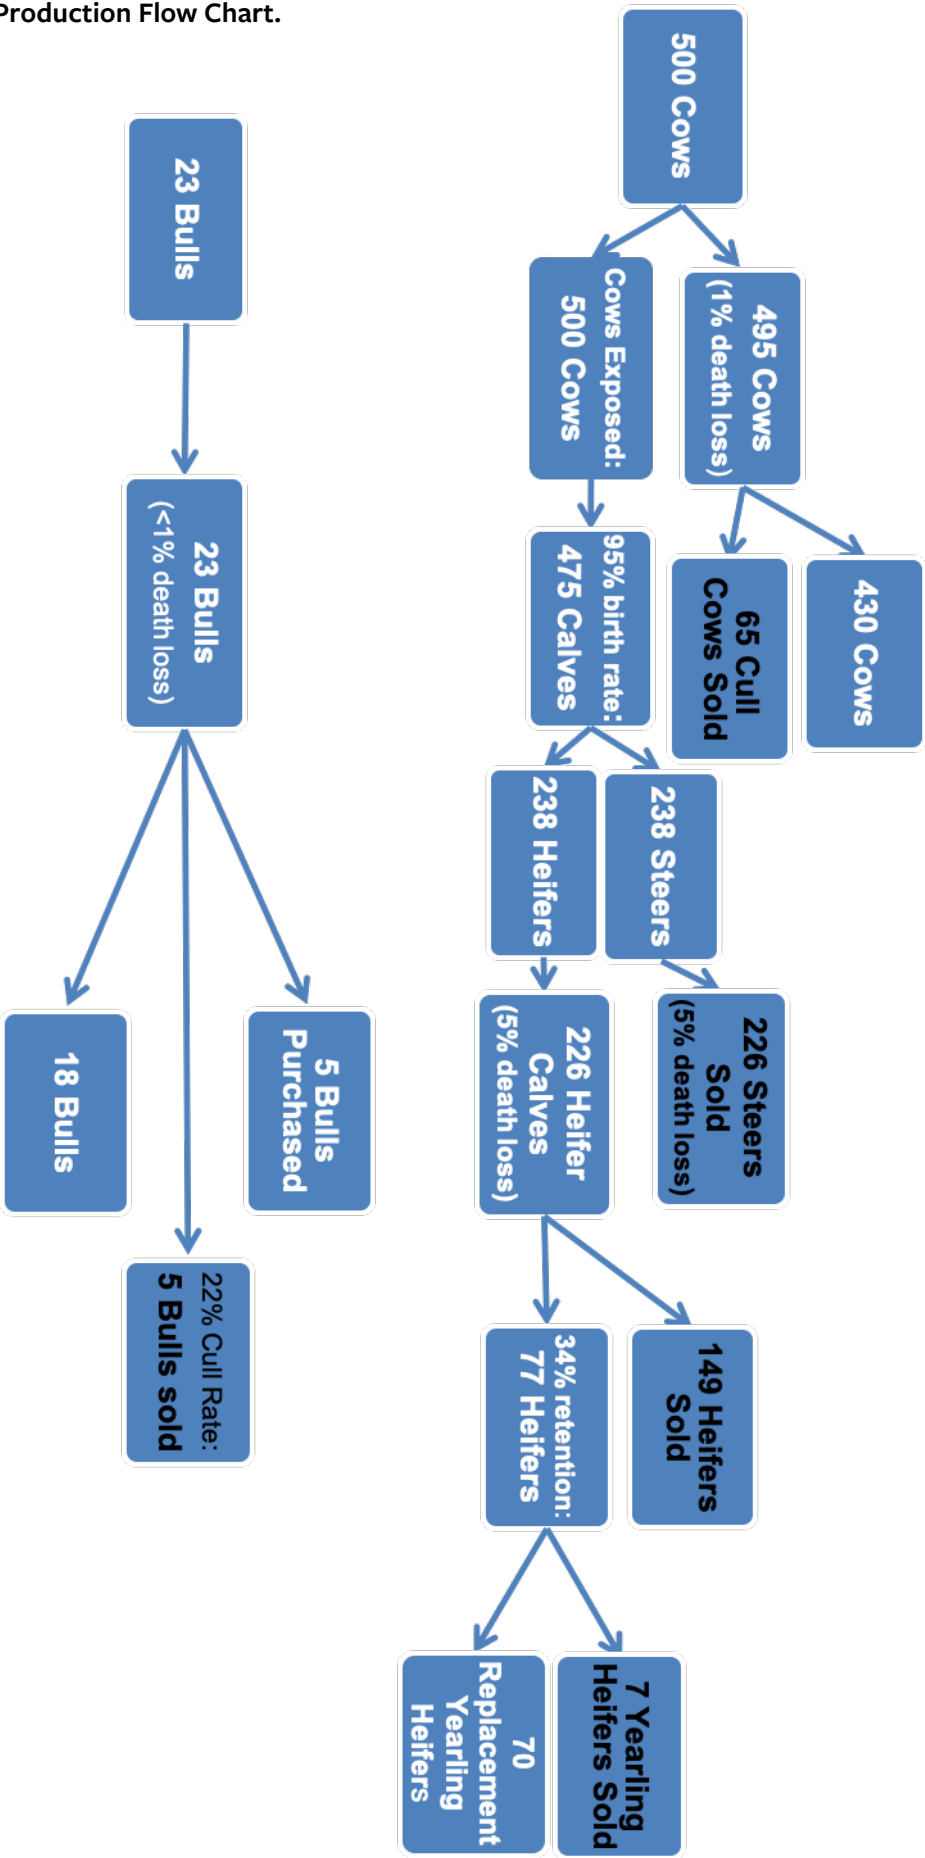 Production Flow Chart.
500 Cows
495 Cows
(1% death loss)
430 Cows
65 Cull
Cows Sold
Cows Exposed:
500 Cows
95% birth rate:
475 Calves
238 Steers
226 Steers
Sold
(5% death loss)
238 Heifers
226 Heifer
Calves
(5% death loss)
149 Heifers
Sold
34% retention:
77 Heifers
7 Yearling
Heifers Sold
70
Replacement
Yearling
Heifers
23 Bulls
23 Bulls
(<1% death loss)
5 Bulls
Purchased
22% Cull Rate:
5 Bulls sold
18 Bulls